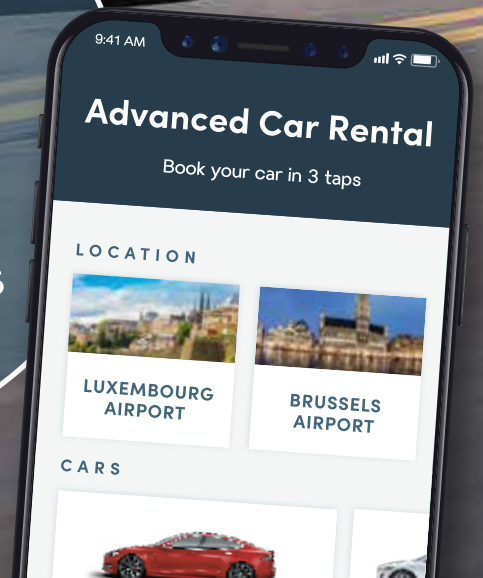 9:41 AM
Advanced Car Rental
Book your car in 3 taps
LOCATION
LUXEMBOURG
AIRPORT
BRUSSELS
AIRPORT
CARS